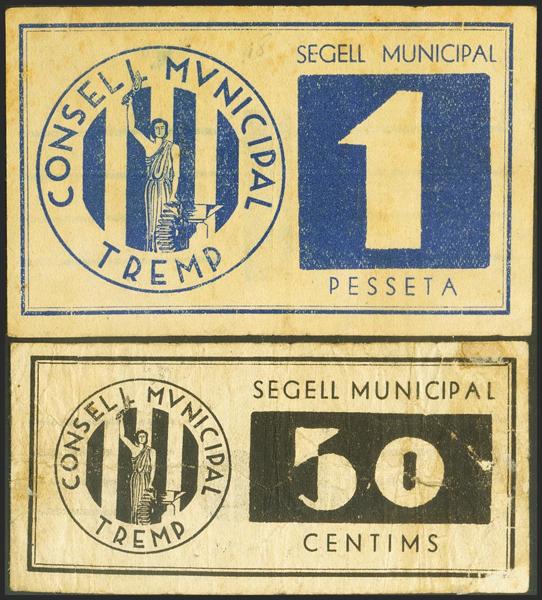 CONSELL MVNICIPAL
TREMP
SEGELL MUNICIPAL
1
PESSETA
CONSELL MVNICIPAL
TREMP
SEGELL MUNICIPAL
50
CENTIMS